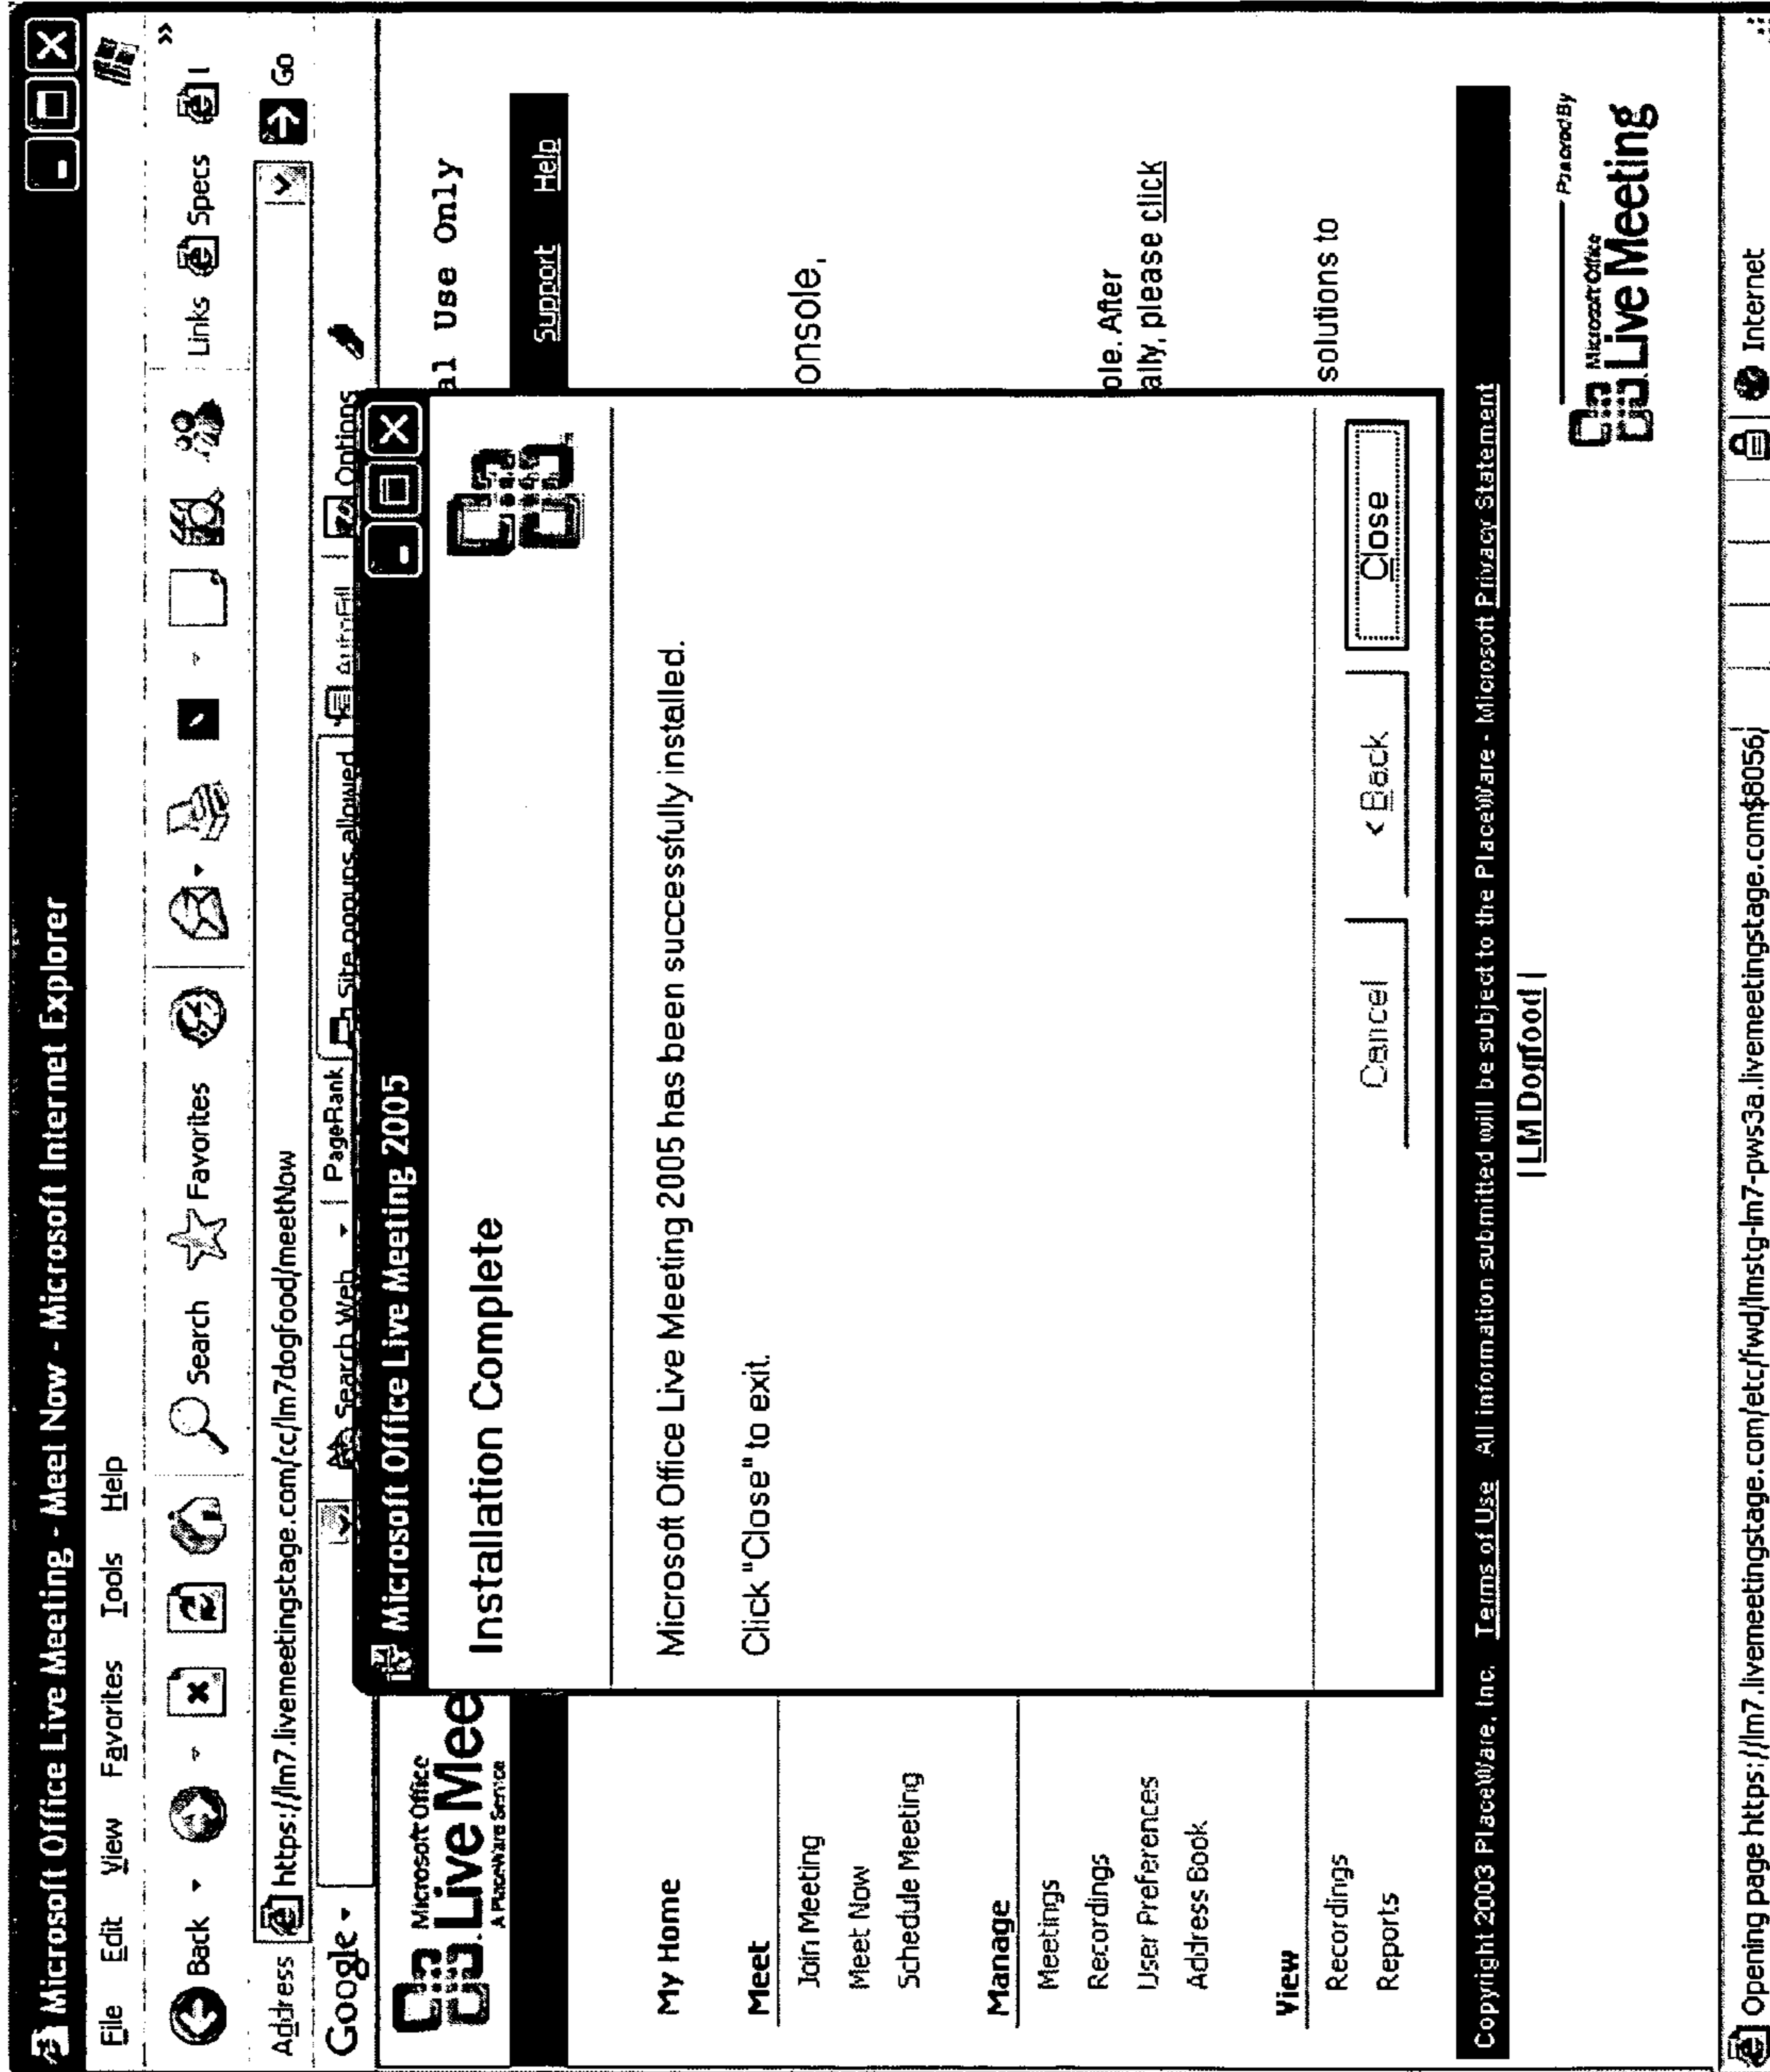 Microsoft Office Live Meeting - Meet Now - Microsoft Internet Explorer
File Edit View Favorites Tools Help
Back Search Favorites Links Specs
Address https://lm7.livemeetingstage.com/cc/lm7dogfood/meetNow Go
Google Search Web PageRank Site popups allowed AutoFill Options
Microsoft Office
Live Mee
A PlaceWare Service
al Use Only
Support Help
My Home
Meet
Join Meeting
Meet Now
Schedule Meeting
Manage
Meetings
Recordings
User Preferences
Address Book
View
Recordings
Reports
Microsoft Office Live Meeting 2005
Installation Complete
Microsoft Office Live Meeting 2005 has been successfully installed.
Click "Close" to exit.
Cancel < Back Close
onsole,
ole. After
ally, please click
solutions to
Copyright 2003 PlaceWare, Inc. Terms of Use All information submitted will be subject to the PlaceWare - Microsoft Privacy Statement
| LM Dogfood |
Powered By
Microsoft Office
Live Meeting
Opening page https://lm7.livemeetingstage.com/etc/fwd/lmstg-lm7-pws3a.livemeetingstage.com$8056/ Internet